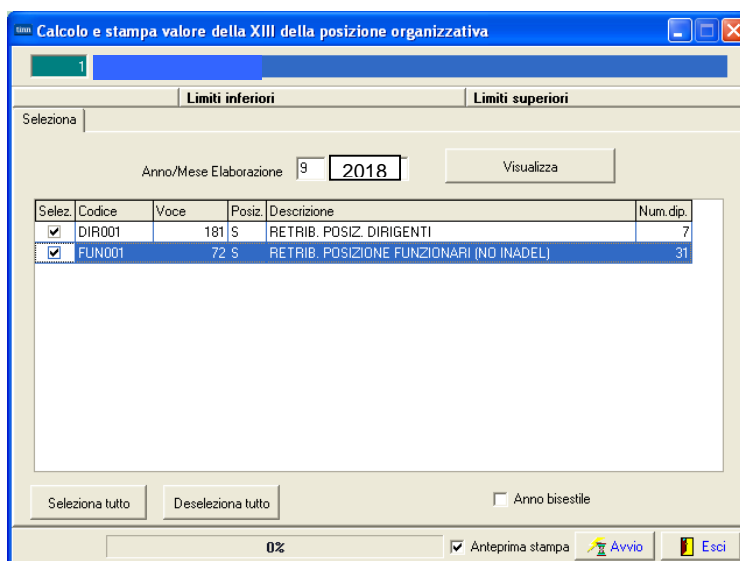 tinn Calcolo e stampa valore della XIII della posizione organizzativa
1
Limiti inferiori Limiti superiori
Seleziona
Anno/Mese Elaborazione 9 2018 Visualizza
Selez. Codice Voce Posiz. Descrizione Num.dip.
DIR001 181 S RETRIB. POSIZ. DIRIGENTI 7
FUN001 72 S RETRIB. POSIZIONE FUNZIONARI (NO INADEL) 31
Seleziona tutto Deseleziona tutto Anno bisestile
0% Anteprima stampa Avvio Esci